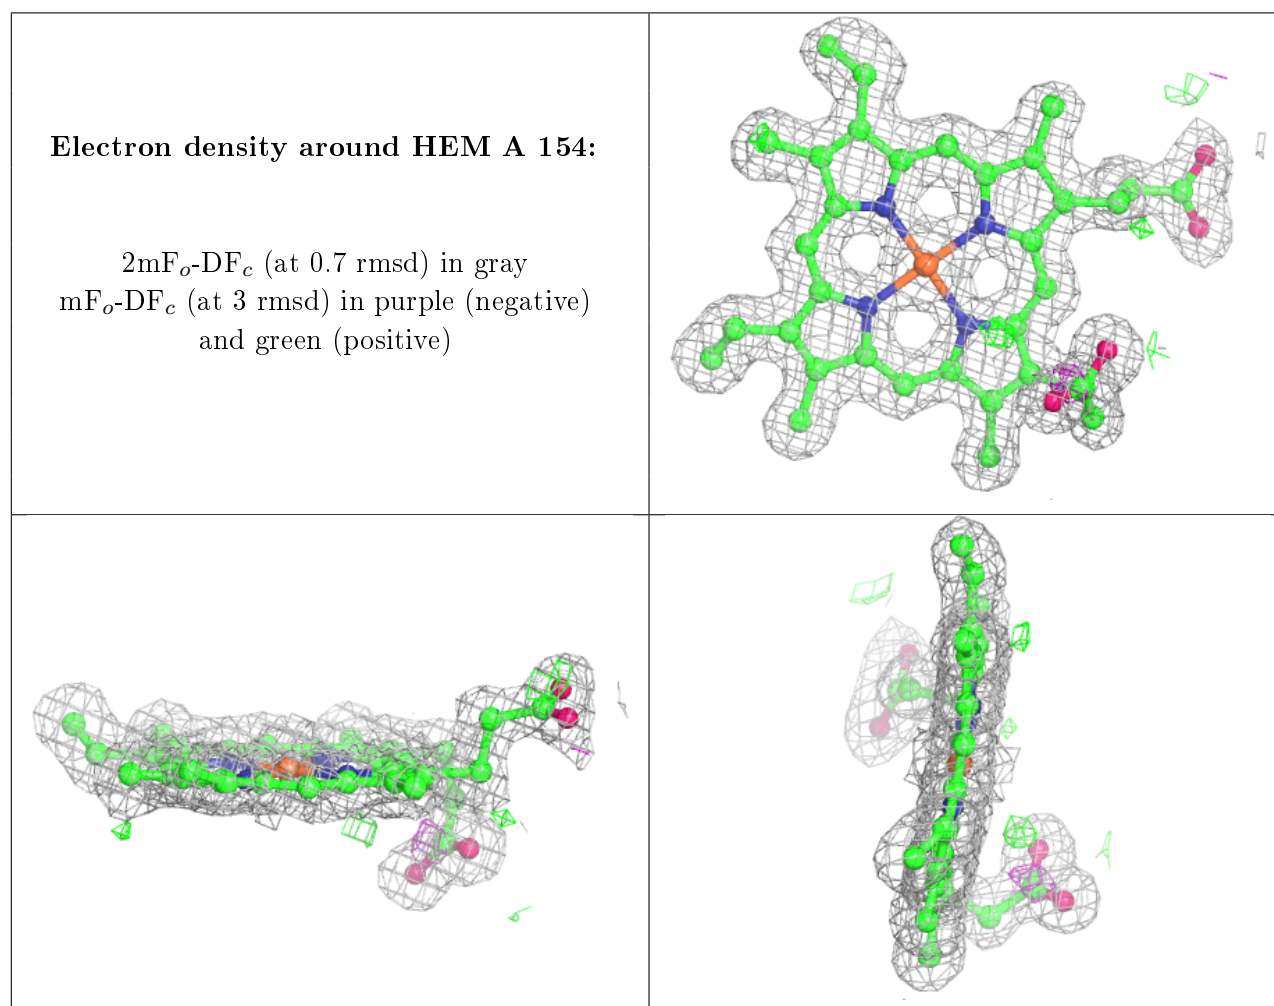 Electron density around HEM A 154:
2mFo-DFc (at 0.7 rmsd) in gray
mFo-DFc (at 3 rmsd) in purple (negative)
and green (positive)